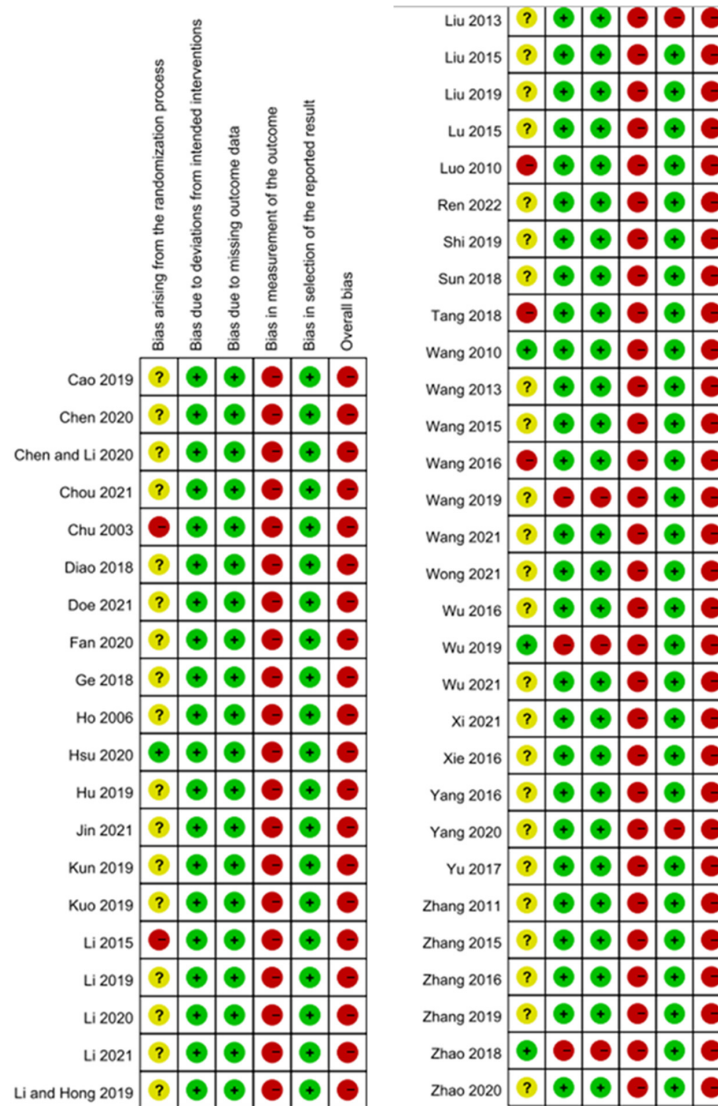 Bias arising from the randomization process
Bias due to deviations from intended interventions
Bias due to missing outcome data
Bias in measurement of the outcome
Bias in selection of the reported result
Overall bias
Cao 2019 ? + + - + -
Chen 2020 ? + + - + -
Chen and Li 2020 ? + + - + -
Chou 2021 ? + + - + -
Chu 2003 - + + - + -
Diao 2018 ? + + - + -
Doe 2021 ? + + - + -
Fan 2020 ? + + - + -
Ge 2018 ? + + - + -
Ho 2006 ? + + - + -
Hsu 2020 + + + - + -
Hu 2019 ? + + - + -
Jin 2021 ? + + - + -
Kun 2019 ? + + - + -
Kuo 2019 ? + + - + -
Li 2015 - + + - + -
Li 2019 ? + + - + -
Li 2020 ? + + - + -
Li 2021 ? + + - + -
Li and Hong 2019 ? + + - + -
Liu 2013 ? + + - - -
Liu 2015 ? + + - + -
Liu 2019 ? + + - + -
Lu 2015 ? + + - + -
Luo 2010 - + + - + -
Ren 2022 ? + + - + -
Shi 2019 ? + + - + -
Sun 2018 ? + + - + -
Tang 2018 - + + - + -
Wang 2010 + + + - + -
Wang 2013 ? + + - + -
Wang 2015 ? + + - + -
Wang 2016 - + + - + -
Wang 2019 ? - - - + -
Wang 2021 ? + + - + -
Wong 2021 ? + + - + -
Wu 2016 ? + + - + -
Wu 2019 + - - - + -
Wu 2021 ? + + - + -
Xi 2021 ? + + - + -
Xie 2016 ? + + - + -
Yang 2016 ? + + - + -
Yang 2020 ? + + - - -
Yu 2017 ? + + - + -
Zhang 2011 ? + + - + -
Zhang 2015 ? + + - + -
Zhang 2016 ? + + - + -
Zhang 2019 ? + + - + -
Zhao 2018 + - - - + -
Zhao 2020 ? + + - + -